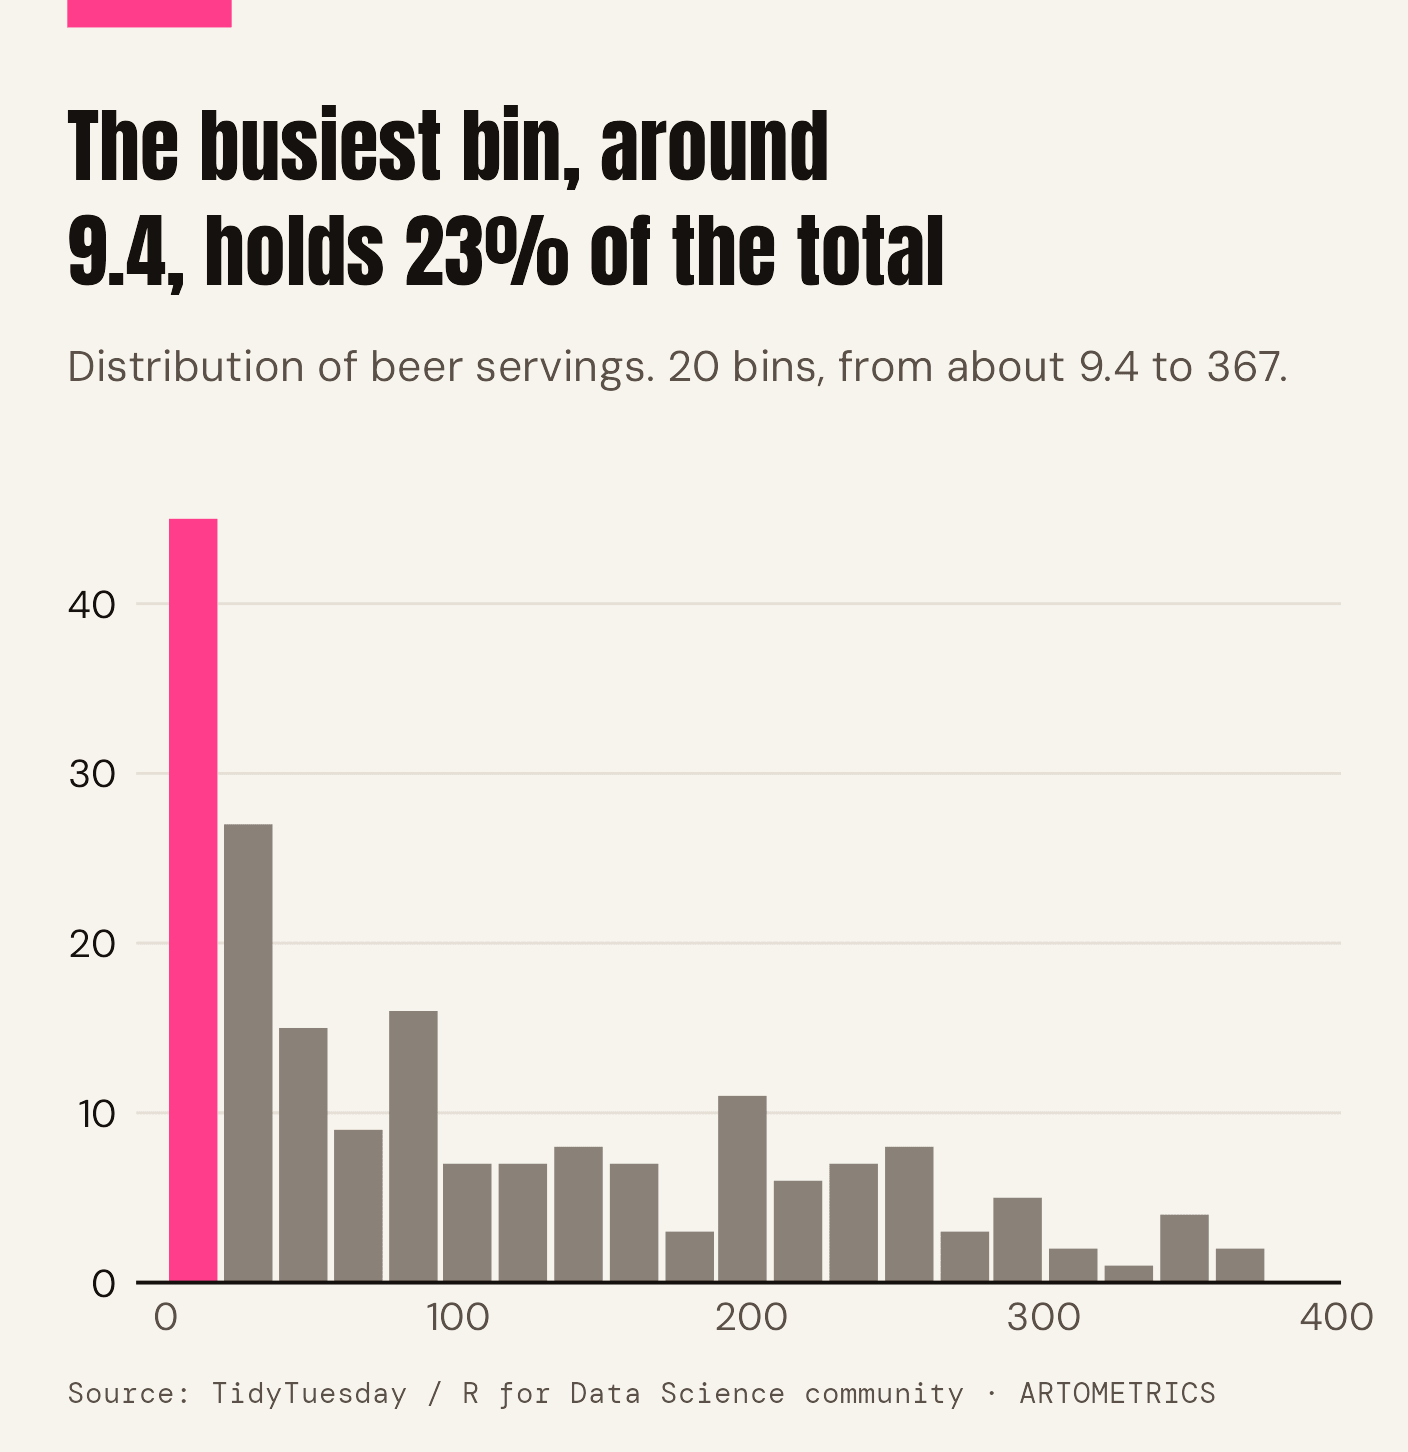 The busiest bin, around
9.4, holds 23% of the total
Distribution of beer servings. 20 bins, from about 9.4 to 367.
40
30
20
10
0
0 100 200 300 400
Source: TidyTuesday / R for Data Science community · ARTOMETRICS